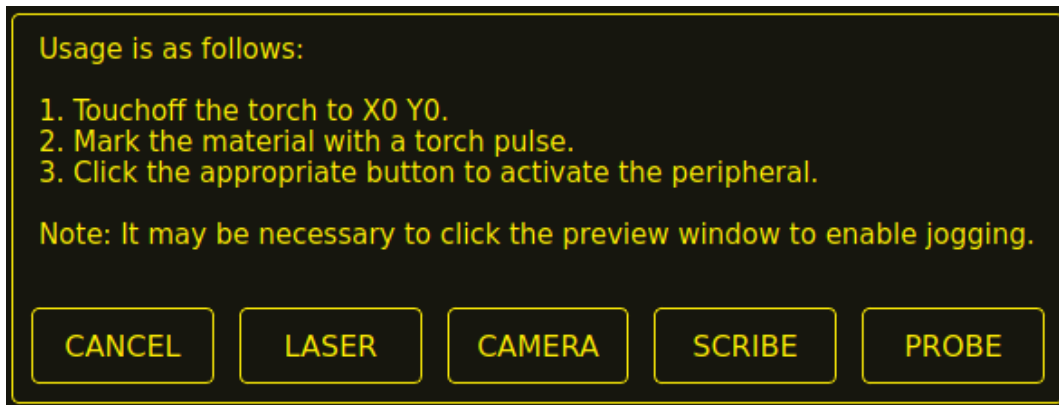 Usage is as follows:
1. Touchoff the torch to X0 Y0.
2. Mark the material with a torch pulse.
3. Click the appropriate button to activate the peripheral.
Note: It may be necessary to click the preview window to enable jogging.
CANCEL LASER CAMERA SCRIBE PROBE